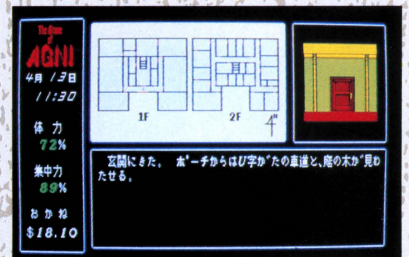 The Stone
of
AGNI
4月 13日
11:30
体 力
72%
集中力
89%
お か ね
$18.10
1F
2F
N
玄関にきた。 ポーチからはU字がたの車道と、庭の木が見わ
たせる。